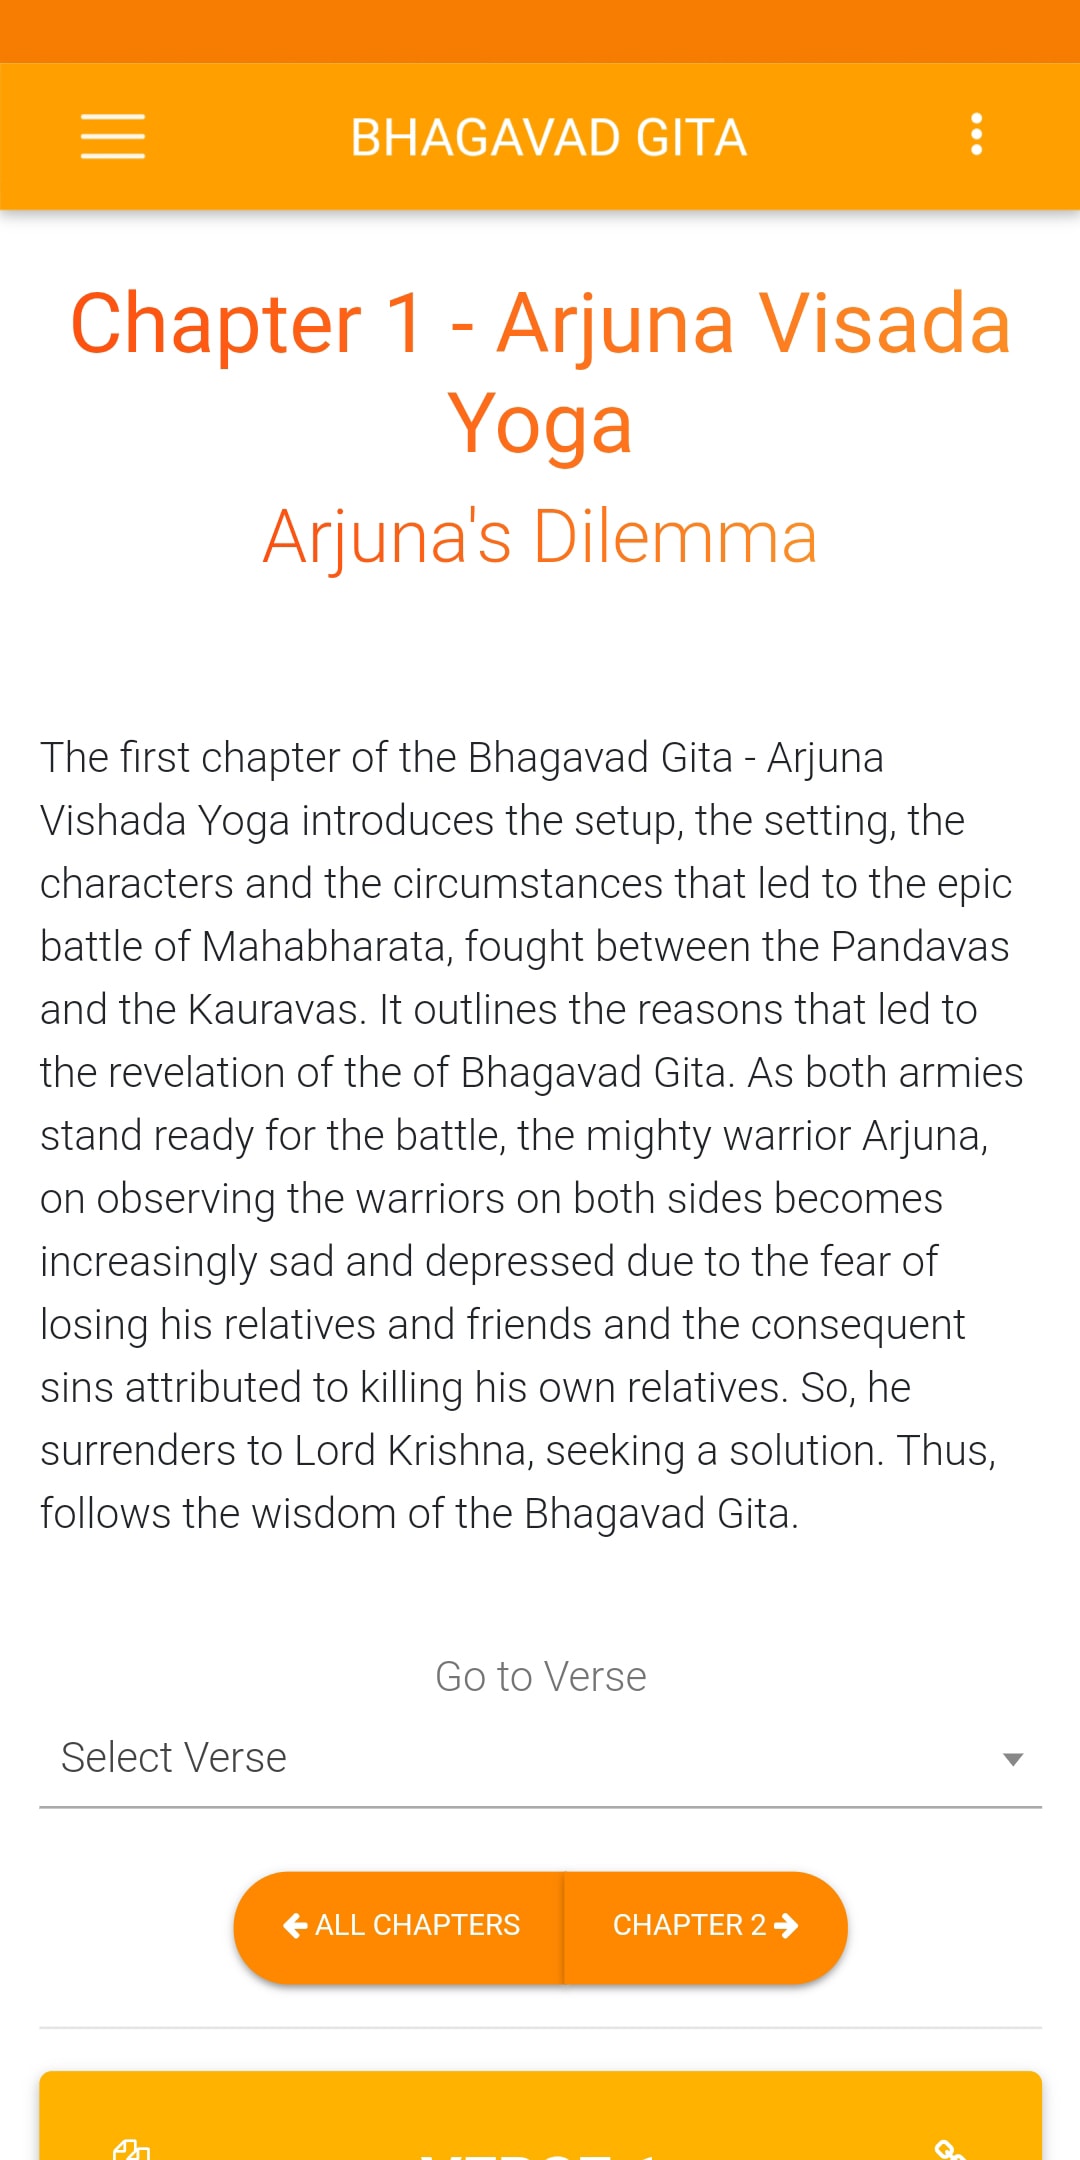 BHAGAVAD GITA
Chapter 1 - Arjuna Visada
Yoga
Arjuna's Dilemma
The first chapter of the Bhagavad Gita - Arjuna
Vishada Yoga introduces the setup, the setting, the
characters and the circumstances that led to the epic
battle of Mahabharata, fought between the Pandavas
and the Kauravas. It outlines the reasons that led to
the revelation of the of Bhagavad Gita. As both armies
stand ready for the battle, the mighty warrior Arjuna,
on observing the warriors on both sides becomes
increasingly sad and depressed due to the fear of
losing his relatives and friends and the consequent
sins attributed to killing his own relatives. So, he
surrenders to Lord Krishna, seeking a solution. Thus,
follows the wisdom of the Bhagavad Gita.
Go to Verse
Select Verse
ALL CHAPTERS CHAPTER 2